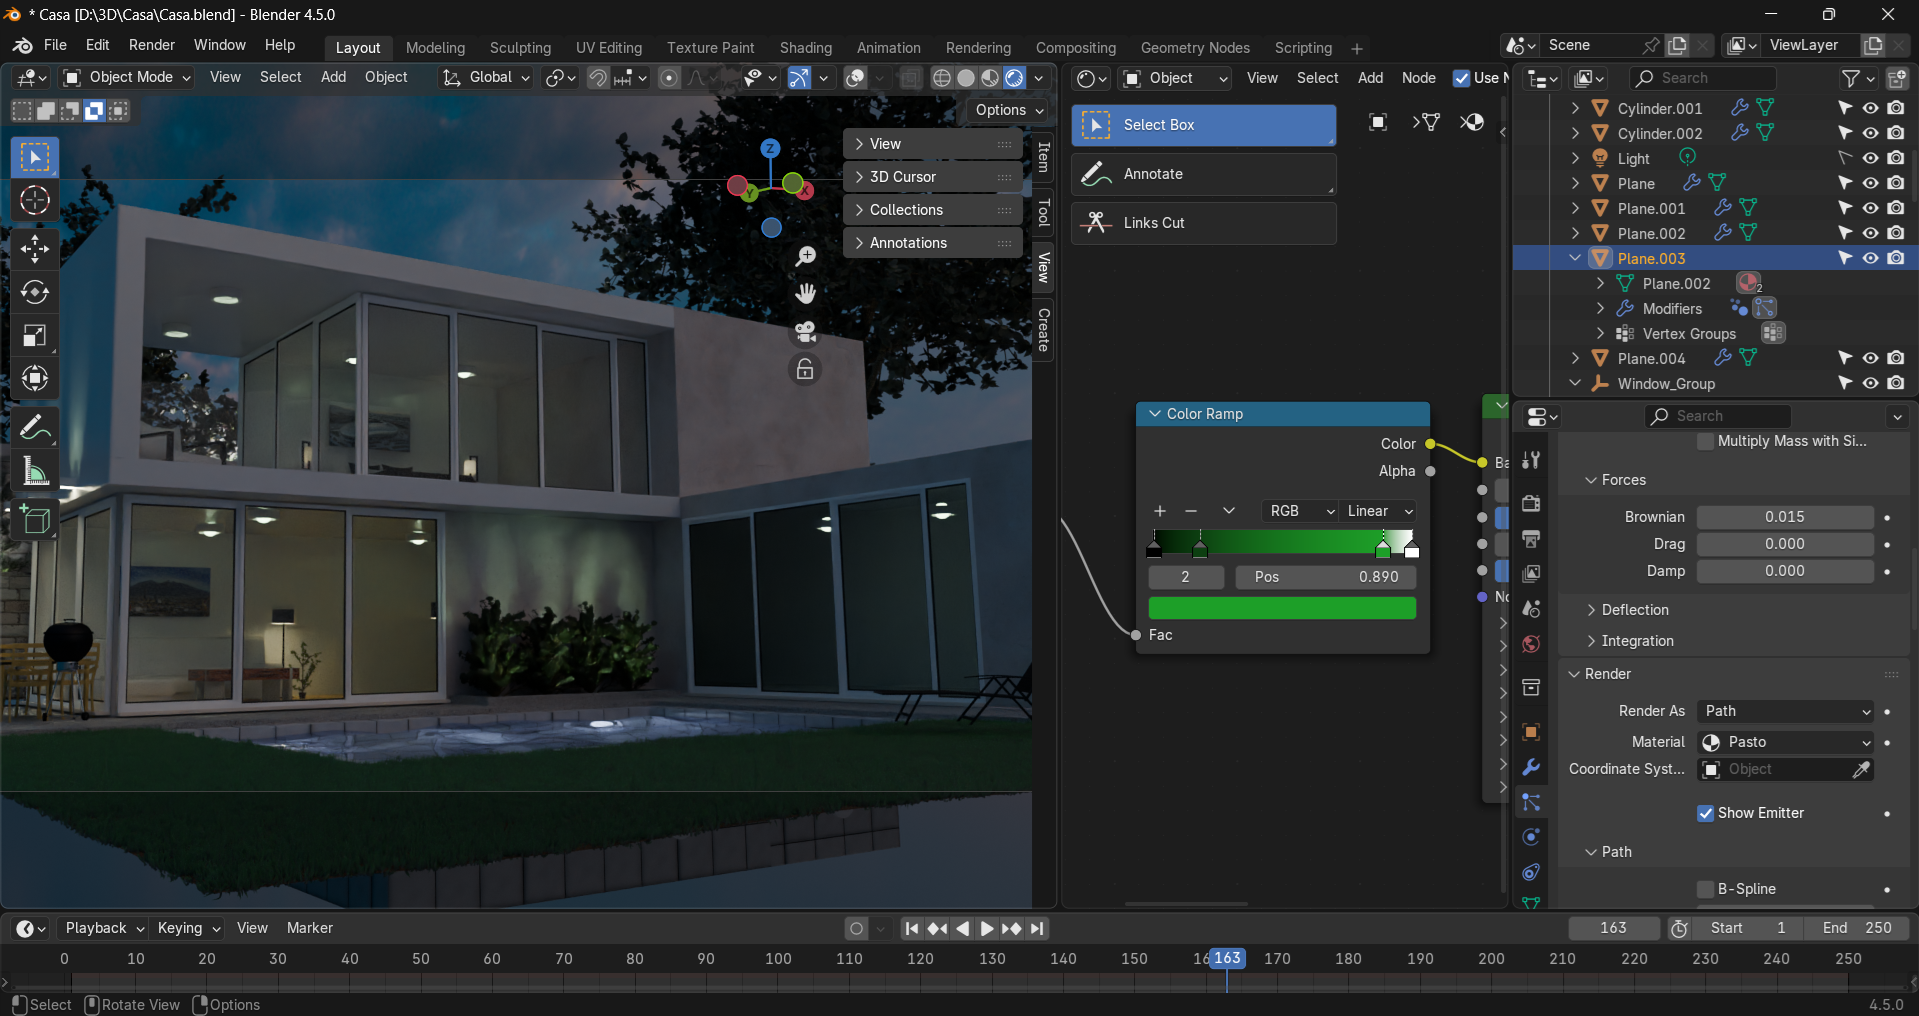 * Casa [D:\3D\Casa\Casa.blend] - Blender 4.5.0
File Edit Render Window Help Layout Modeling Sculpting UV Editing Texture Paint Shading Animation Rendering Compositing Geometry Nodes Scripting + Scene ViewLayer
Object Mode View Select Add Object Global
Options
View
3D Cursor
Collections
Annotations
Item
Tool
View
Create
Z
Y
X
Object View Select Add Node Use N
Select Box
Annotate
Links Cut
Color Ramp
Color
Alpha
RGB Linear
2 Pos 0.890
Fac
Ba
No
Search
Cylinder.001
Cylinder.002
Light
Plane
Plane.001
Plane.002
Plane.003
Plane.002 2
Modifiers
Vertex Groups
Plane.004
Window_Group
Search
Multiply Mass with Si...
Forces
Brownian 0.015
Drag 0.000
Damp 0.000
Deflection
Integration
Render
Render As Path
Material Pasto
Coordinate Syst... Object
Show Emitter
Path
B-Spline
Playback Keying View Marker 163 Start 1 End 250
0 10 20 30 40 50 60 70 80 90 100 110 120 130 140 150 16 163 170 180 190 200 210 220 230 240 250
Select Rotate View Options 4.5.0